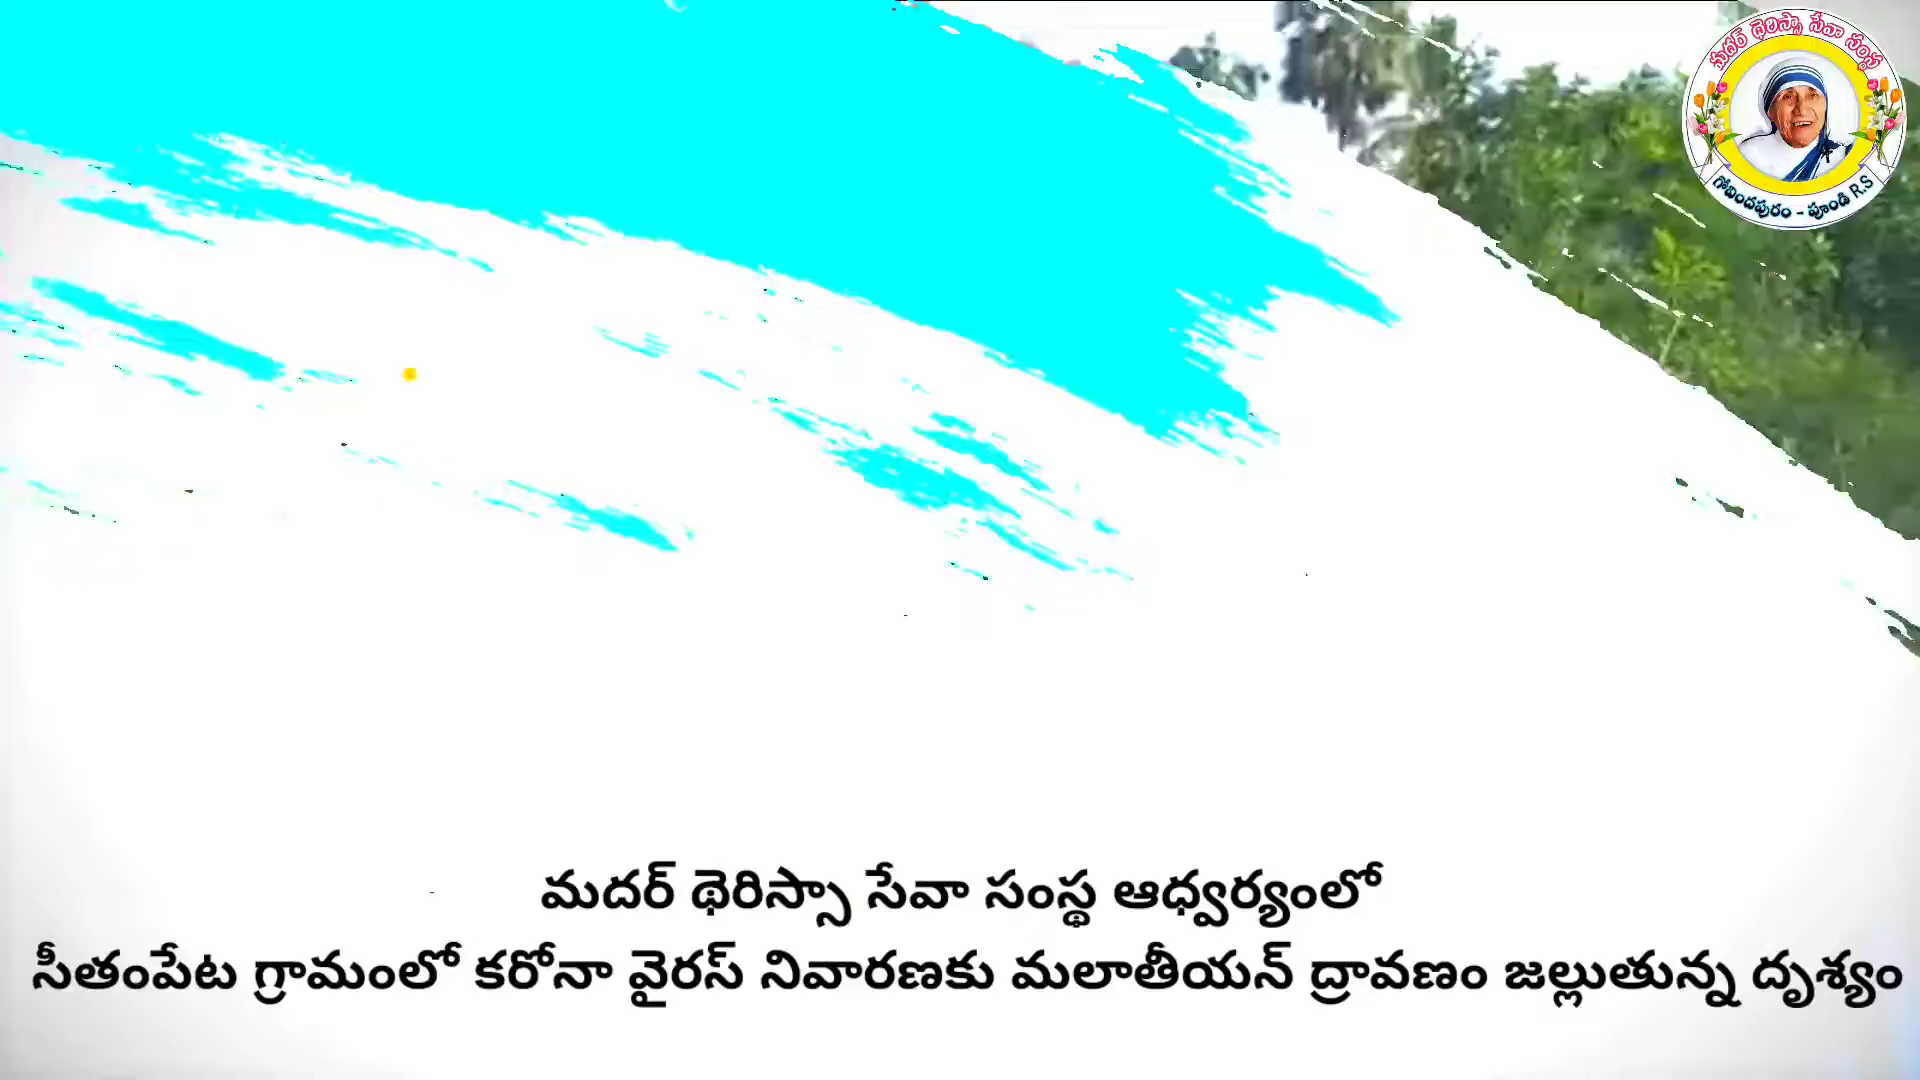 మదర్ థెరిస్సా సేవా సంస్థ
గోవిందపురం - పూండి R.S
మదర్ థెరిస్సా సేవా సంస్థ ఆధ్వర్యంలో
సీతంపేట గ్రామంలో కరోనా వైరస్ నివారణకు మలాతీయన్ ద్రావణం జల్లుతున్న దృశ్యం